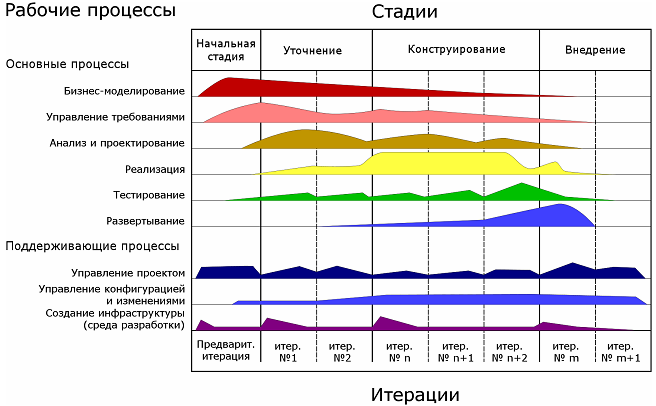 Рабочие процессы
Стадии
Начальная
стадия
Уточнение
Конструирование
Внедрение
Основные процессы
Бизнес-моделирование
Управление требованиями
Анализ и проектирование
Реализация
Тестирование
Развертывание
Поддерживающие процессы
Управление проектом
Управление конфигурацией
и изменениями
Создание инфраструктуры
(среда разработки)
Предварит.
итерация
итер.
№1
итер.
№2
итер.
№ n
итер.
№ n+1
итер.
№ n+2
итер.
№ m
итер.
№ m+1
Итерации